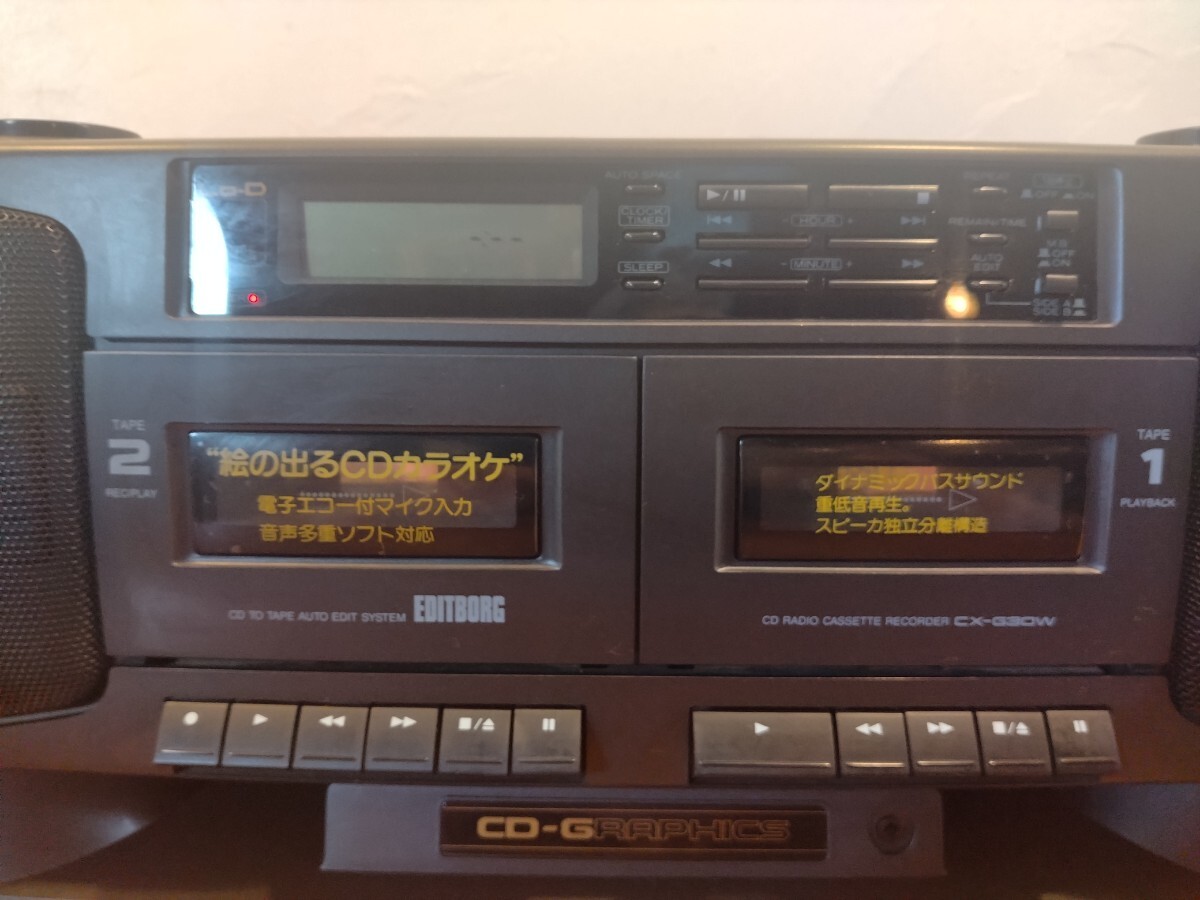 AUTO SPACE
CLOCK/
TIMER
SLEEP
HOUR
MINUTE
REPEAT
REMAIN/TIME
AUTO
EDIT
OFF
ON
OFF
ON
SIDE A
SIDE B
TAPE
2
REC/PLAY
“絵の出るCDカラオケ”
電子エコー付マイク入力
音声多重ソフト対応
ダイナミックバスサウンド
重低音再生。
スピーカ独立分離構造
TAPE
1
PLAYBACK
CD TO TAPE AUTO EDIT SYSTEM EDITBORG
CD RADIO CASSETTE RECORDER CX-G30W
CD-GRAPHICS